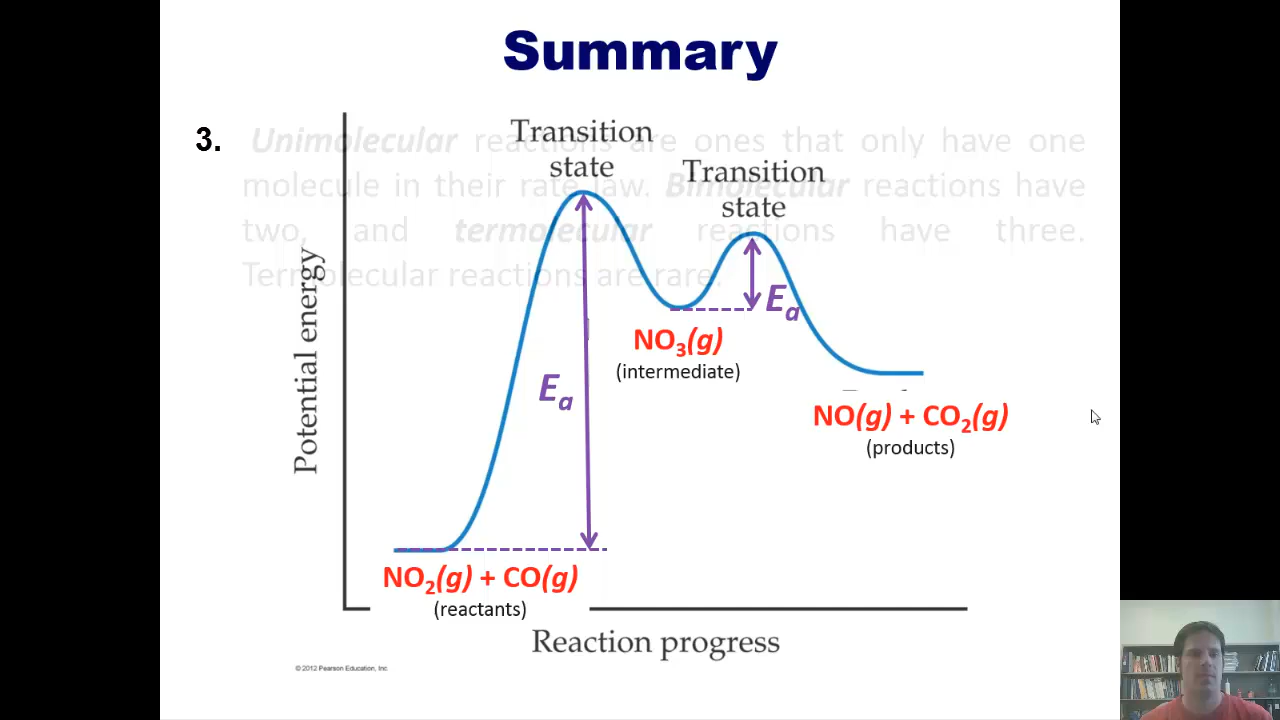 Summary
3. Unimolecular reactions are ones that only have one
molecule in their rate law. Bimolecular reactions have
two, and termolecular reactions have three.
Termolecular reactions are rare.
Transition
state
Transition
state
Potential energy
E
a
NO₃(g)
(intermediate)
E
a
NO(g) + CO₂(g)
(products)
NO₂(g) + CO(g)
(reactants)
Reaction progress
© 2012 Pearson Education, Inc